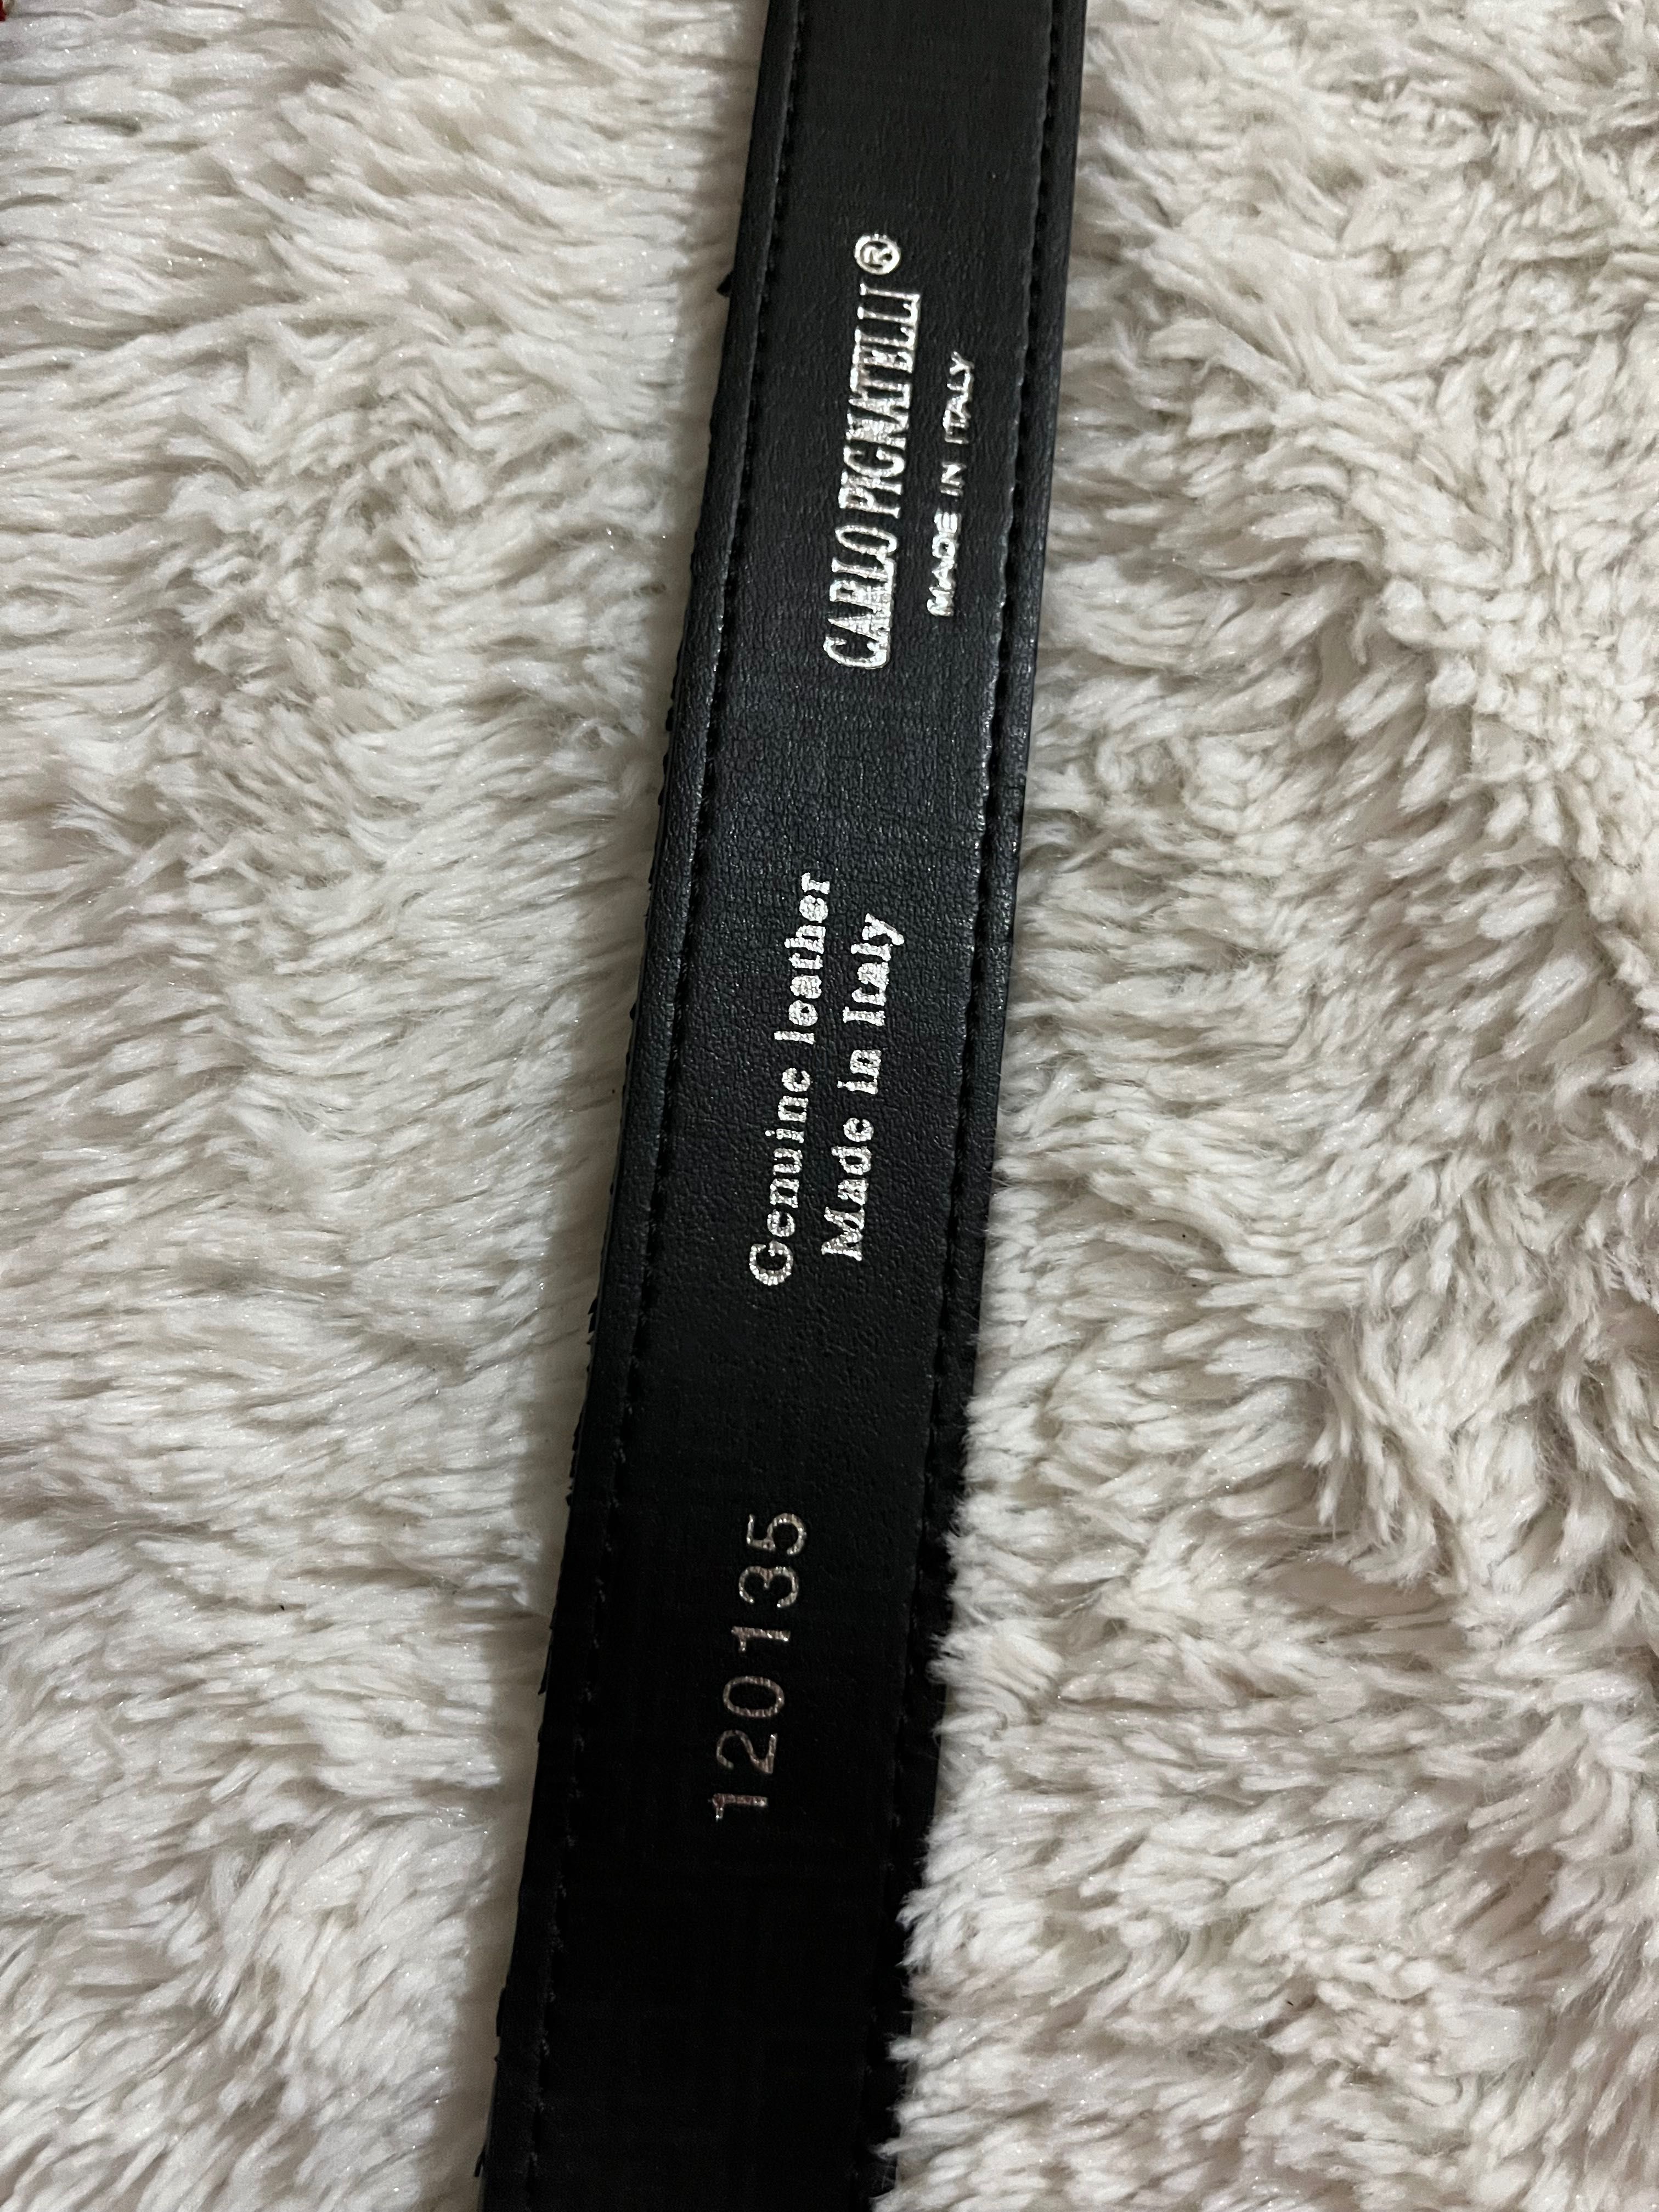 CARLO PIGNATELLI ®
MADE IN ITALY
Genuine leather
Made in Italy
120135